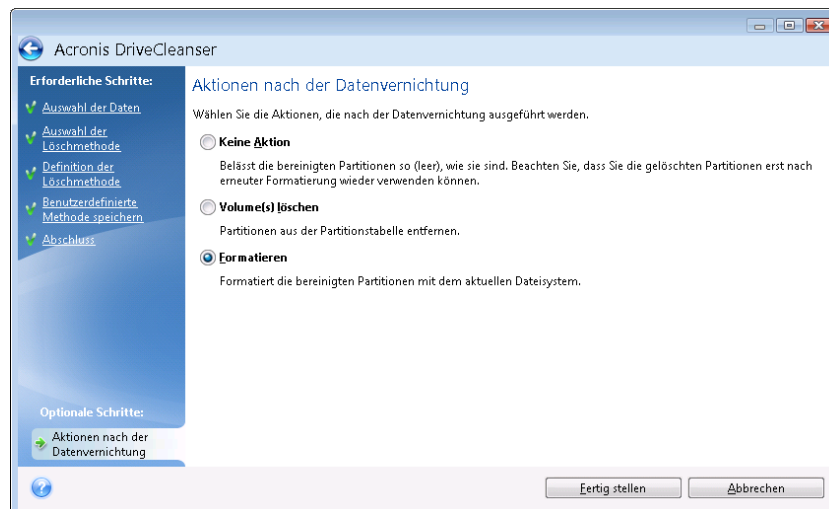 Acronis DriveCleanser
Erforderliche Schritte:
Auswahl der Daten
Auswahl der
Löschmethode
Definition der
Löschmethode
Benutzerdefinierte
Methode speichern
Abschluss
Optionale Schritte:
Aktionen nach der
Datenvernichtung
Aktionen nach der Datenvernichtung
Wählen Sie die Aktionen, die nach der Datenvernichtung ausgeführt werden.
Keine Aktion
Belässt die bereinigten Partitionen so (leer), wie sie sind. Beachten Sie, dass Sie die gelöschten Partitionen erst nach
erneuter Formatierung wieder verwenden können.
Volume(s) löschen
Partitionen aus der Partitionstabelle entfernen.
Formatieren
Formatiert die bereinigten Partitionen mit dem aktuellen Dateisystem.
Fertig stellen
Abbrechen